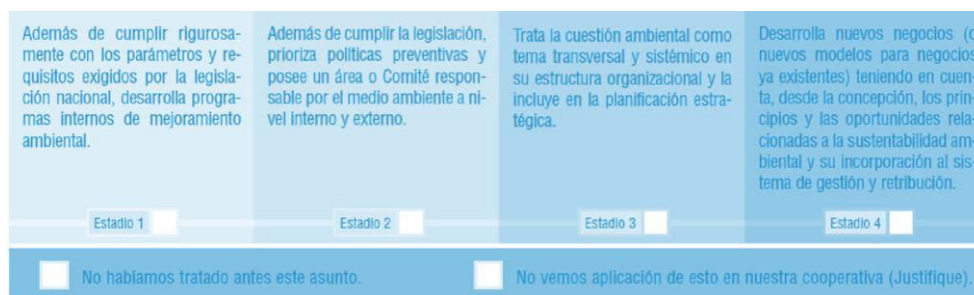 Además de cumplir rigurosa-
mente con los parámetros y re-
quisitos exigidos por la legisla-
ción nacional, desarrolla progra-
mas internos de mejoramiento
ambiental.
Estadio 1
Además de cumplir la legislación,
prioriza políticas preventivas y
posee un área o Comité respon-
sable por el medio ambiente a ni-
vel interno y externo.
Estadio 2
Trata la cuestión ambiental como
tema transversal y sistémico en
su estructura organizacional y la
incluye en la planificación estra-
tégica.
Estadio 3
Desarrolla nuevos negocios (o
nuevos modelos para negocios
ya existentes) teniendo en cuen-
ta, desde la concepción, los prin-
cipios y las oportunidades rela-
cionadas a la sustentabilidad am-
biental y su incorporación al sis-
tema de gestión y retribución.
Estadio 4
No habíamos tratado antes este asunto.
No vemos aplicación de esto en nuestra cooperativa (Justifique).